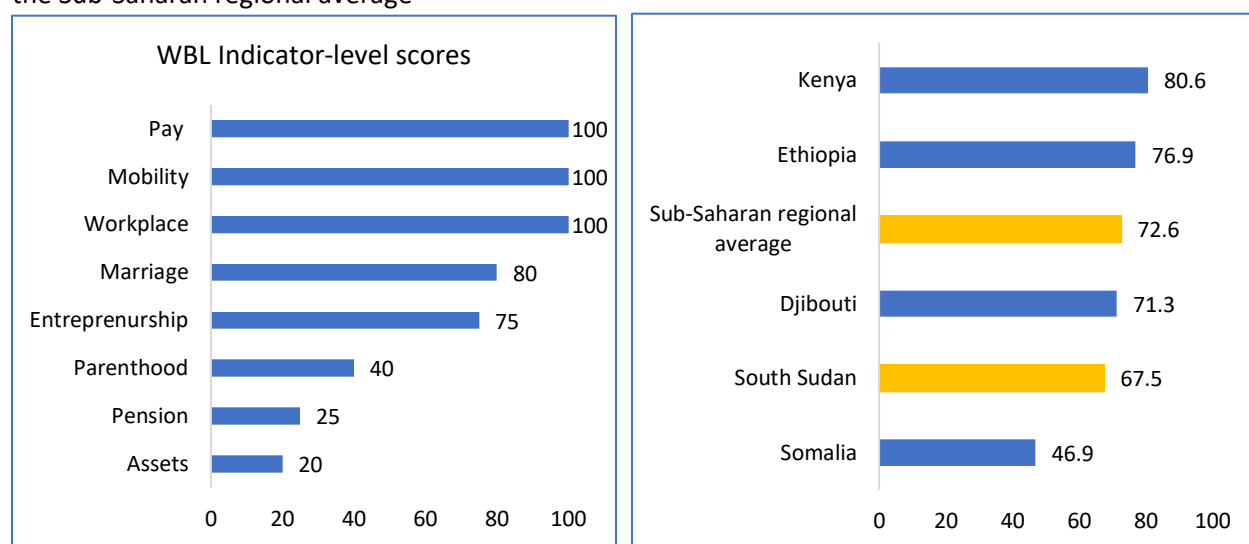 the Sub-Saharan regional average
WBL Indicator-level scores
Pay 100
Mobility 100
Workplace 100
Marriage 80
Entreprenurship 75
Parenthood 40
Pension 25
Assets 20
0 20 40 60 80 100
Kenya 80.6
Ethiopia 76.9
Sub-Saharan regional
average 72.6
Djibouti 71.3
South Sudan 67.5
Somalia 46.9
0 20 40 60 80 100